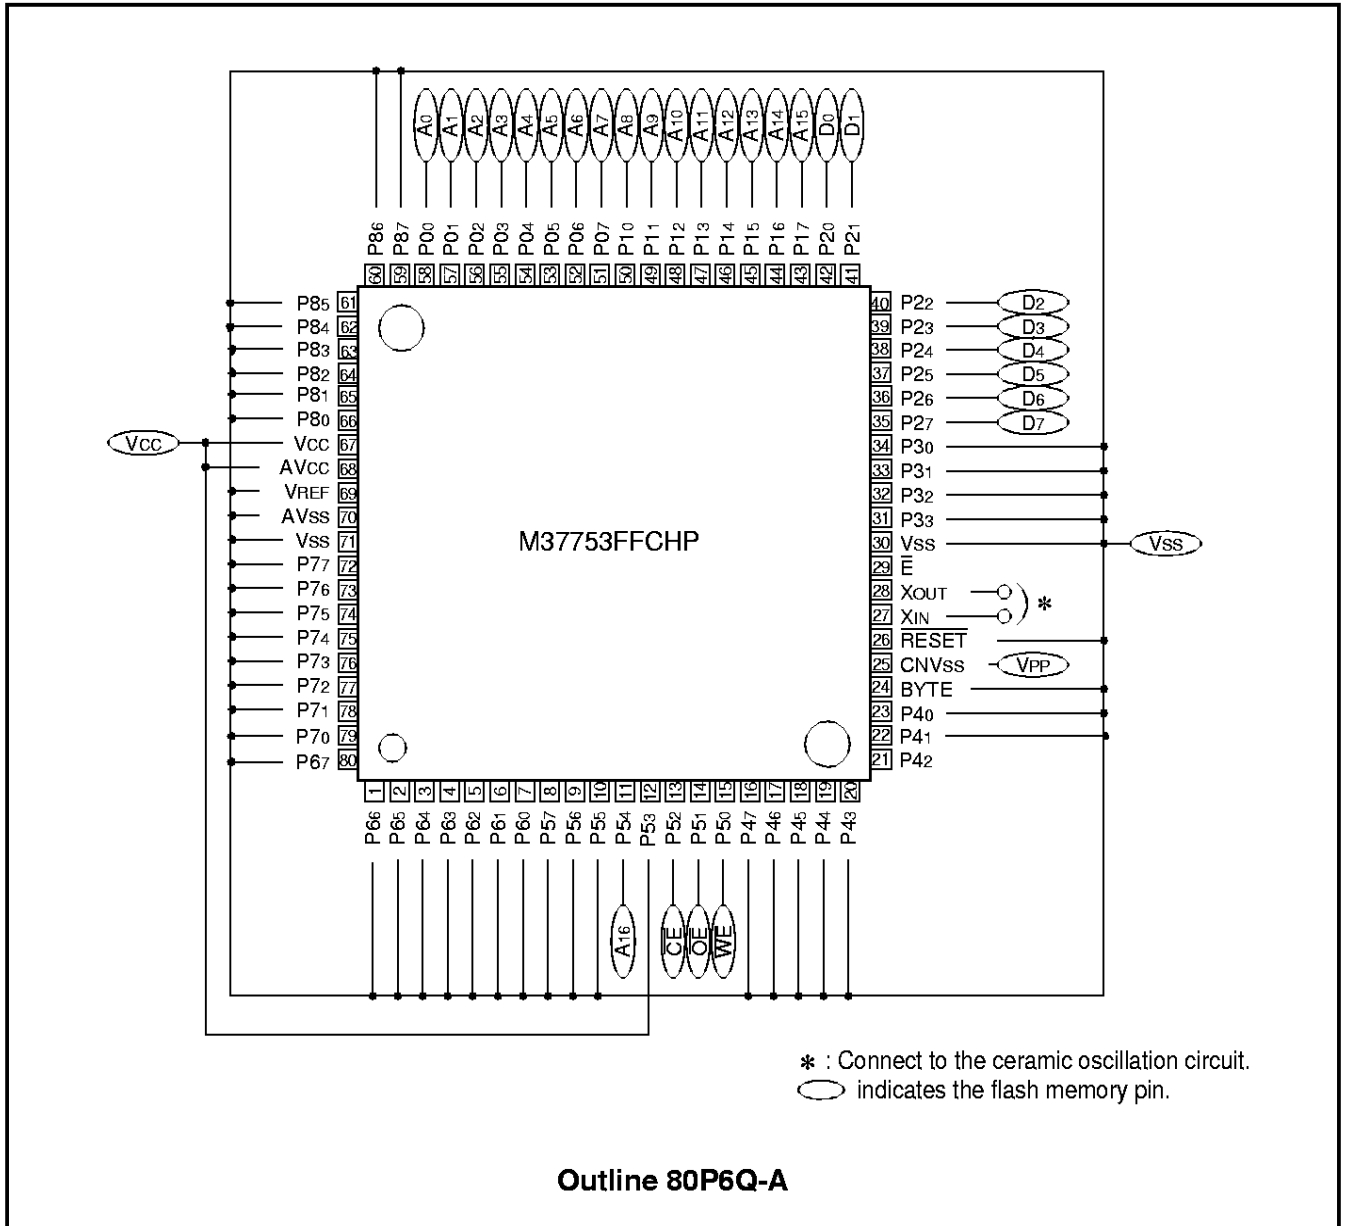 A0 A1 A2 A3 A4 A5 A6 A7 A8 A9 A10 A11 A12 A13 A14 A15 D0 D1
P86 P87 P00 P01 P02 P03 P04 P05 P06 P07 P10 P11 P12 P13 P14 P15 P16 P17 P20 P21
60 59 58 57 56 55 54 53 52 51 50 49 48 47 46 45 44 43 42 41
P85 61
P84 62
P83 63
P82 64
P81 65
P80 66
VCC VCC 67
AVCC 68
VREF 69
AVSS 70
VSS 71
P77 72
P76 73
P75 74
P74 75
P73 76
P72 77
P71 78
P70 79
P67 80
M37753FFCHP
40 P22 D2
39 P23 D3
38 P24 D4
37 P25 D5
36 P26 D6
35 P27 D7
34 P30
33 P31
32 P32
31 P33
30 VSS VSS
29 E̅
28 XOUT
27 XIN *
26 R̅E̅S̅E̅T̅
25 CNVSS VPP
24 BYTE
23 P40
22 P41
21 P42
1 2 3 4 5 6 7 8 9 10 11 12 13 14 15 16 17 18 19 20
P66 P65 P64 P63 P62 P61 P60 P57 P56 P55 P54 P53 P52 P51 P50 P47 P46 P45 P44 P43
A16 C̅E̅ O̅E̅ W̅E̅
* : Connect to the ceramic oscillation circuit.
indicates the flash memory pin.
Outline 80P6Q-A